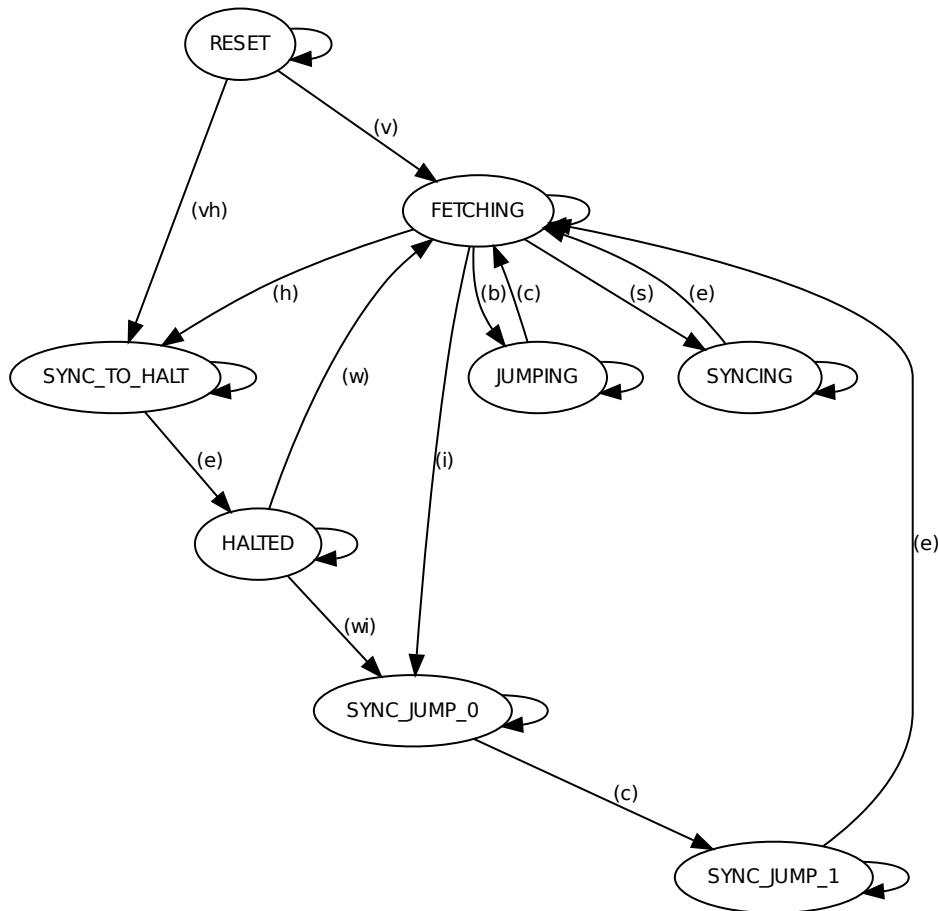 RESET
(v)
(vh)
FETCHING
(h)
(b)
(c)
(s)
(e)
SYNC_TO_HALT
(w)
JUMPING
SYNCING
(e)
(i)
HALTED
(e)
(wi)
SYNC_JUMP_0
(c)
SYNC_JUMP_1